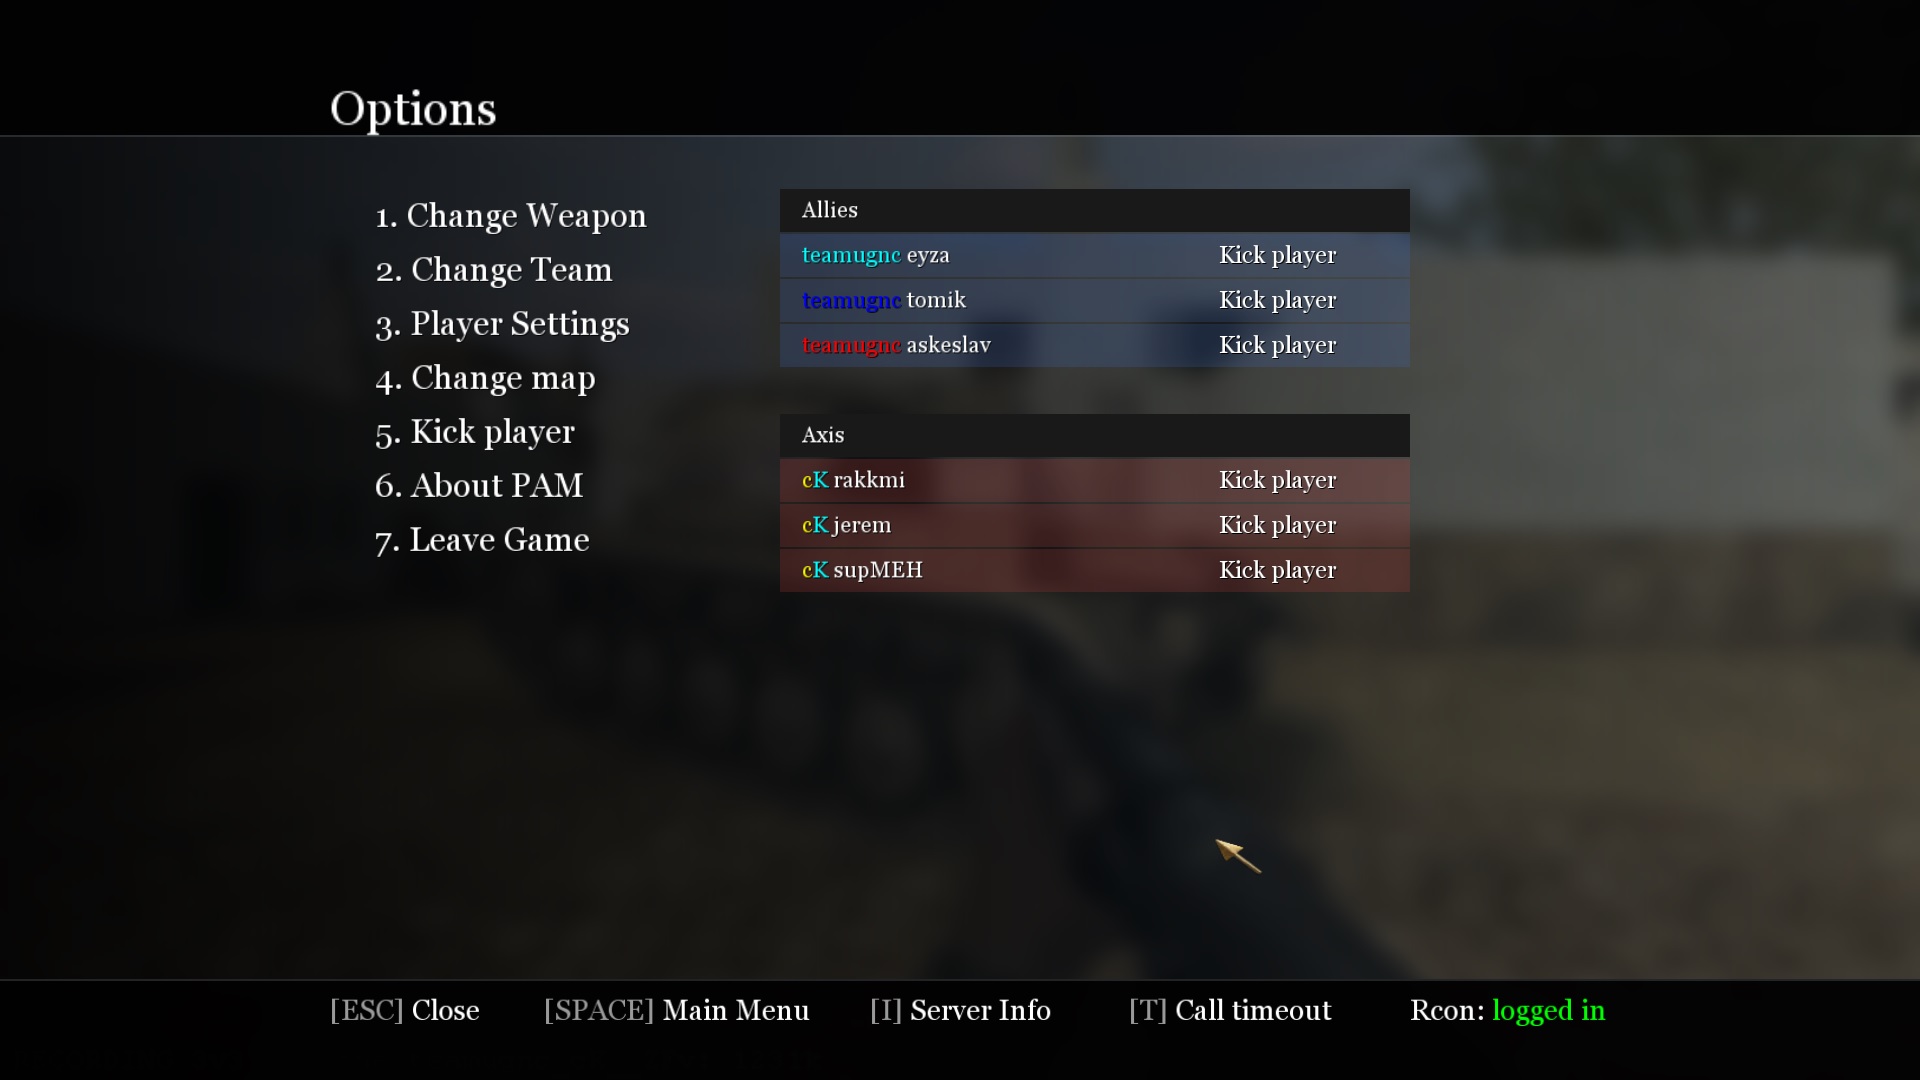 Options
1. Change Weapon
2. Change Team
3. Player Settings
4. Change map
5. Kick player
6. About PAM
7. Leave Game
Allies
teamugnc eyza Kick player
teamugnc tomik Kick player
teamugnc askeslav Kick player
Axis
cK rakkmi Kick player
cK jerem Kick player
cK supMEH Kick player
[ESC] Close [SPACE] Main Menu [I] Server Info [T] Call timeout Rcon: logged in